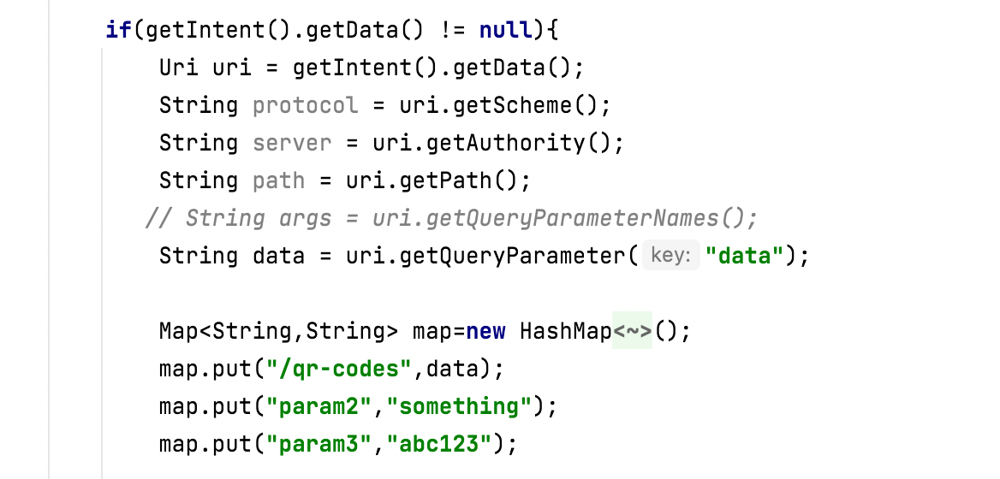 if(getIntent().getData() != null){
Uri uri = getIntent().getData();
String protocol = uri.getScheme();
String server = uri.getAuthority();
String path = uri.getPath();
// String args = uri.getQueryParameterNames();
String data = uri.getQueryParameter( key: "data");
Map<String,String> map=new HashMap<~>();
map.put("/qr-codes",data);
map.put("param2","something");
map.put("param3","abc123");